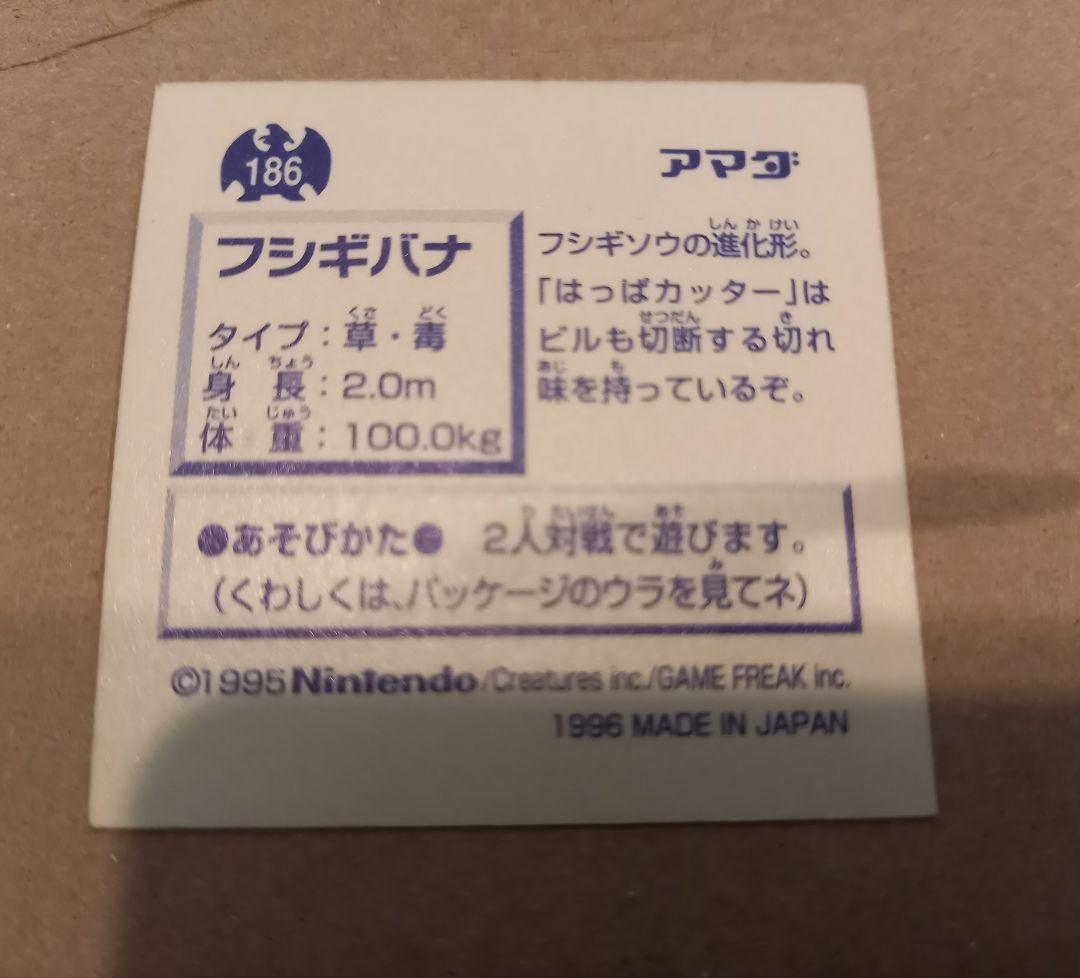 186
アマダ
フシギバナ
タイプ：草・毒
身長：2.0m
体重：100.0kg
フシギソウの進化形。
「はっぱカッター」は
ビルも切断する切れ
味を持っているぞ。
●あそびかた● 2人対戦で遊びます。
(くわしくは、パッケージのウラを見てネ)
©1995 Nintendo/Creatures inc./GAME FREAK inc.
1996 MADE IN JAPAN